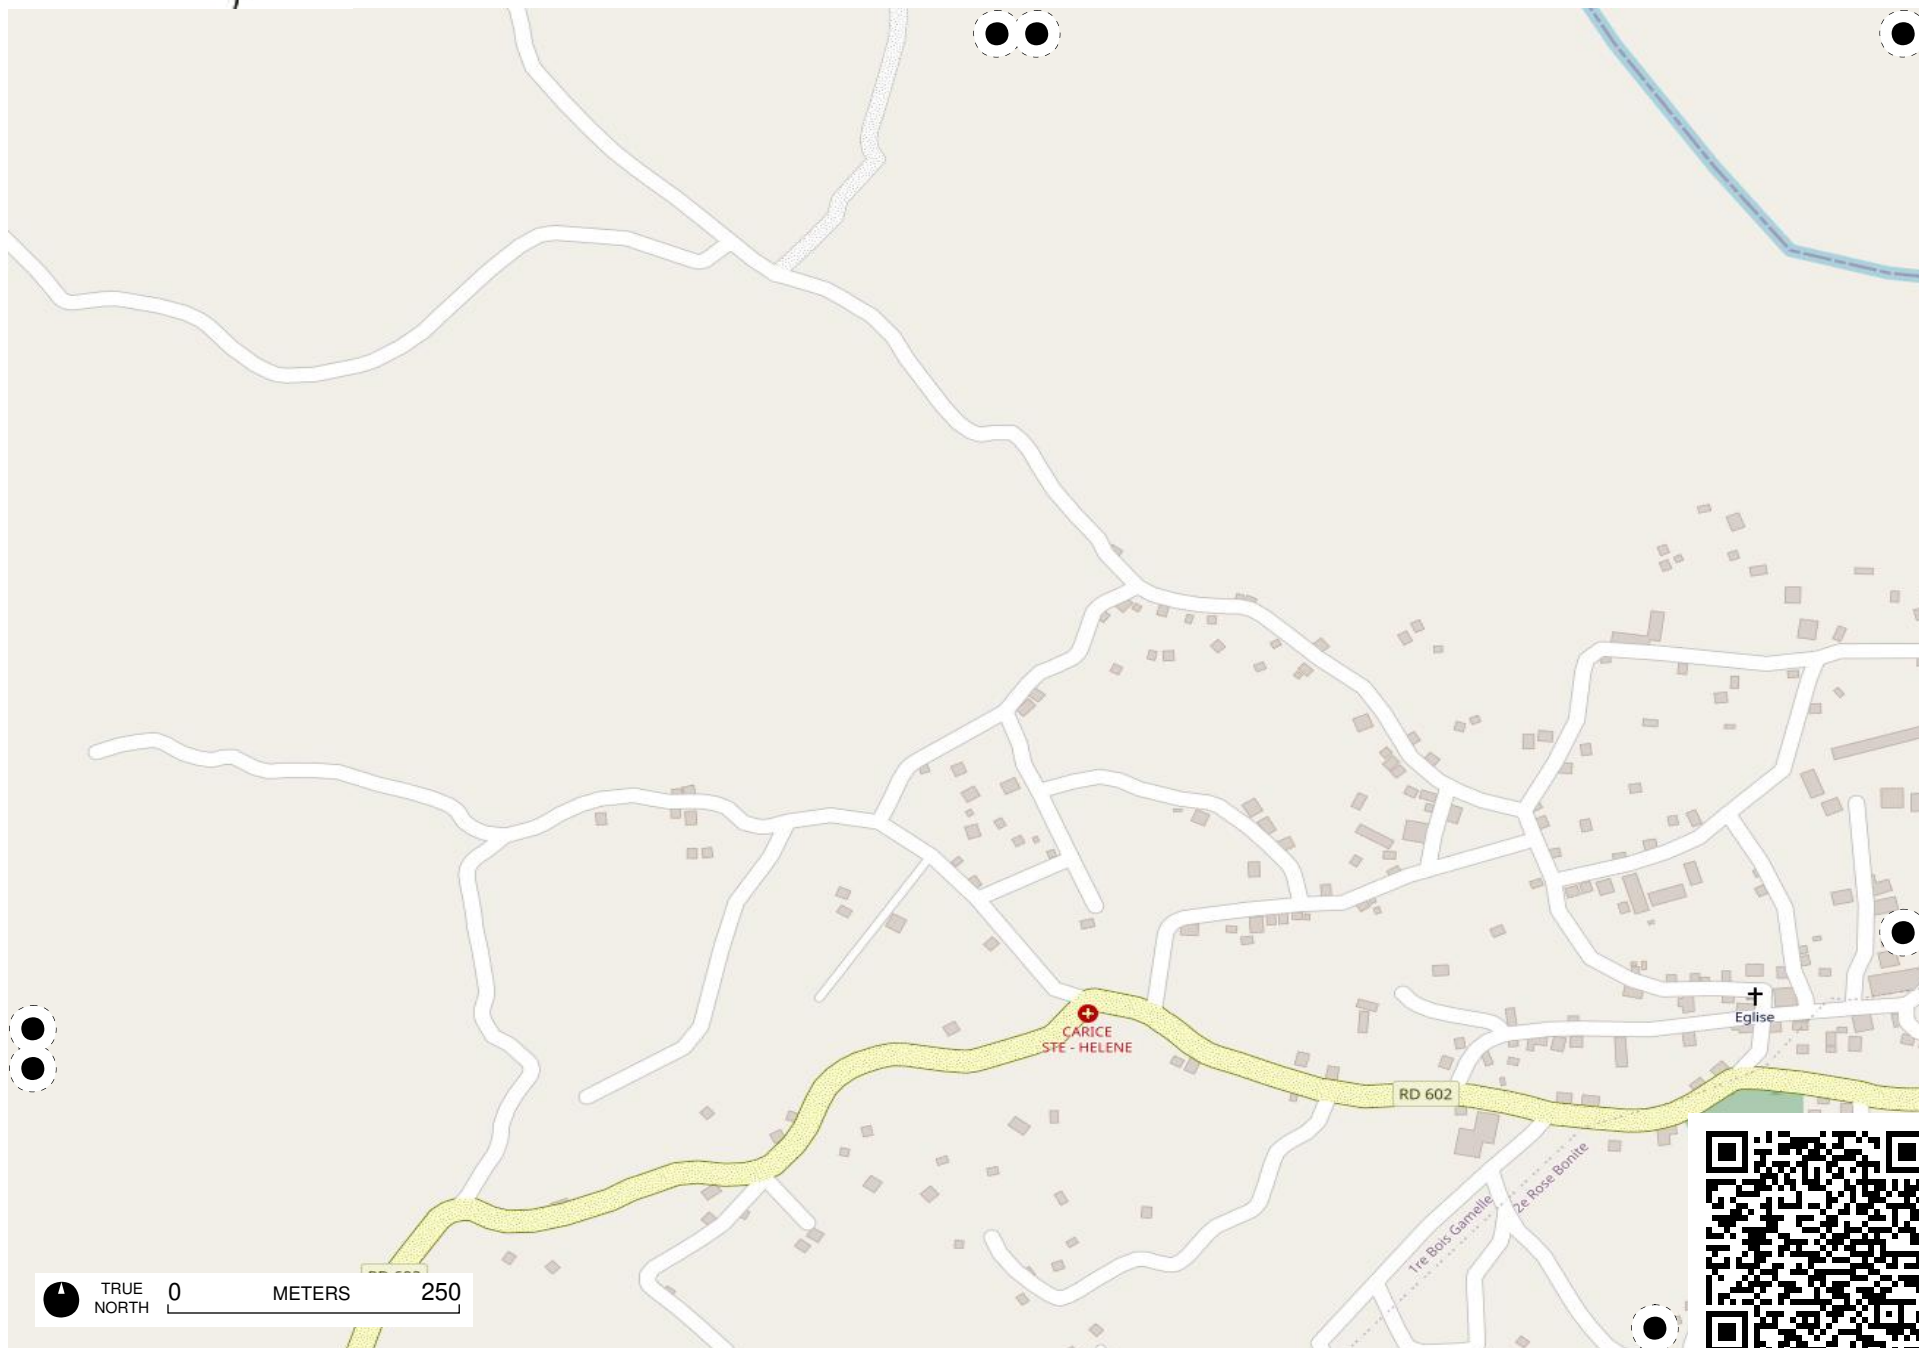 CARICE
STE - HELENE
Eglise
RD 602
1re Bois Gamelle
2e Rose Bonite
TRUE
NORTH
0 METERS 250